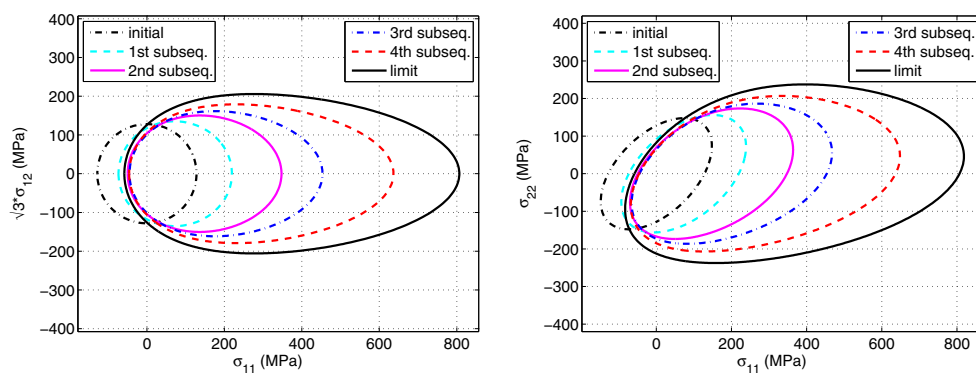 initial
1st subseq.
2nd subseq.
3rd subseq.
4th subseq.
limit
400
300
200
100
0
−100
−200
−300
−400
√3* σ12 (MPa)
0 200 400 600 800
σ11 (MPa)
initial
1st subseq.
2nd subseq.
3rd subseq.
4th subseq.
limit
400
300
200
100
0
−100
−200
−300
−400
σ22 (MPa)
0 200 400 600 800
σ11 (MPa)